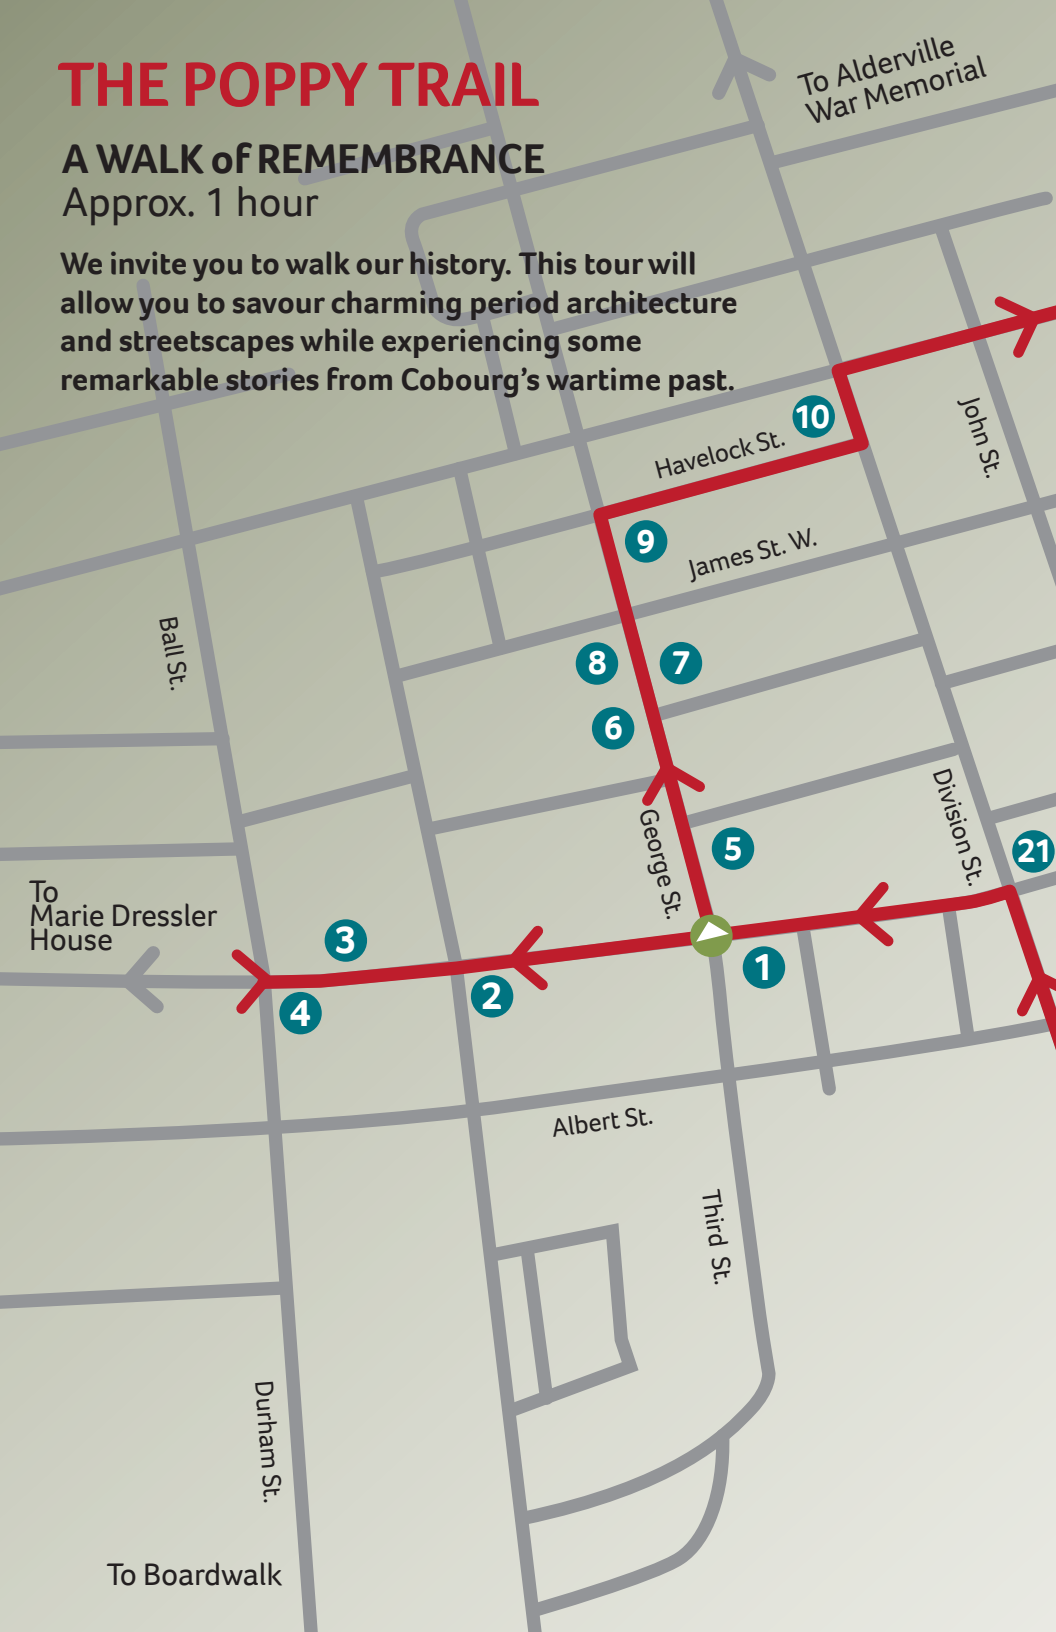 THE POPPY TRAIL
A WALK of REMEMBRANCE
Approx. 1 hour
We invite you to walk our history. This tour will
allow you to savour charming period architecture
and streetscapes while experiencing some
remarkable stories from Cobourg's wartime past.
To Alderville
War Memorial
10
Havelock St.
John St.
9
James St. W.
Ball St.
8
7
6
George St.
5
Division St.
21
To
Marie Dressler
House
3
1
2
4
Albert St.
Third St.
Durham St.
To Boardwalk